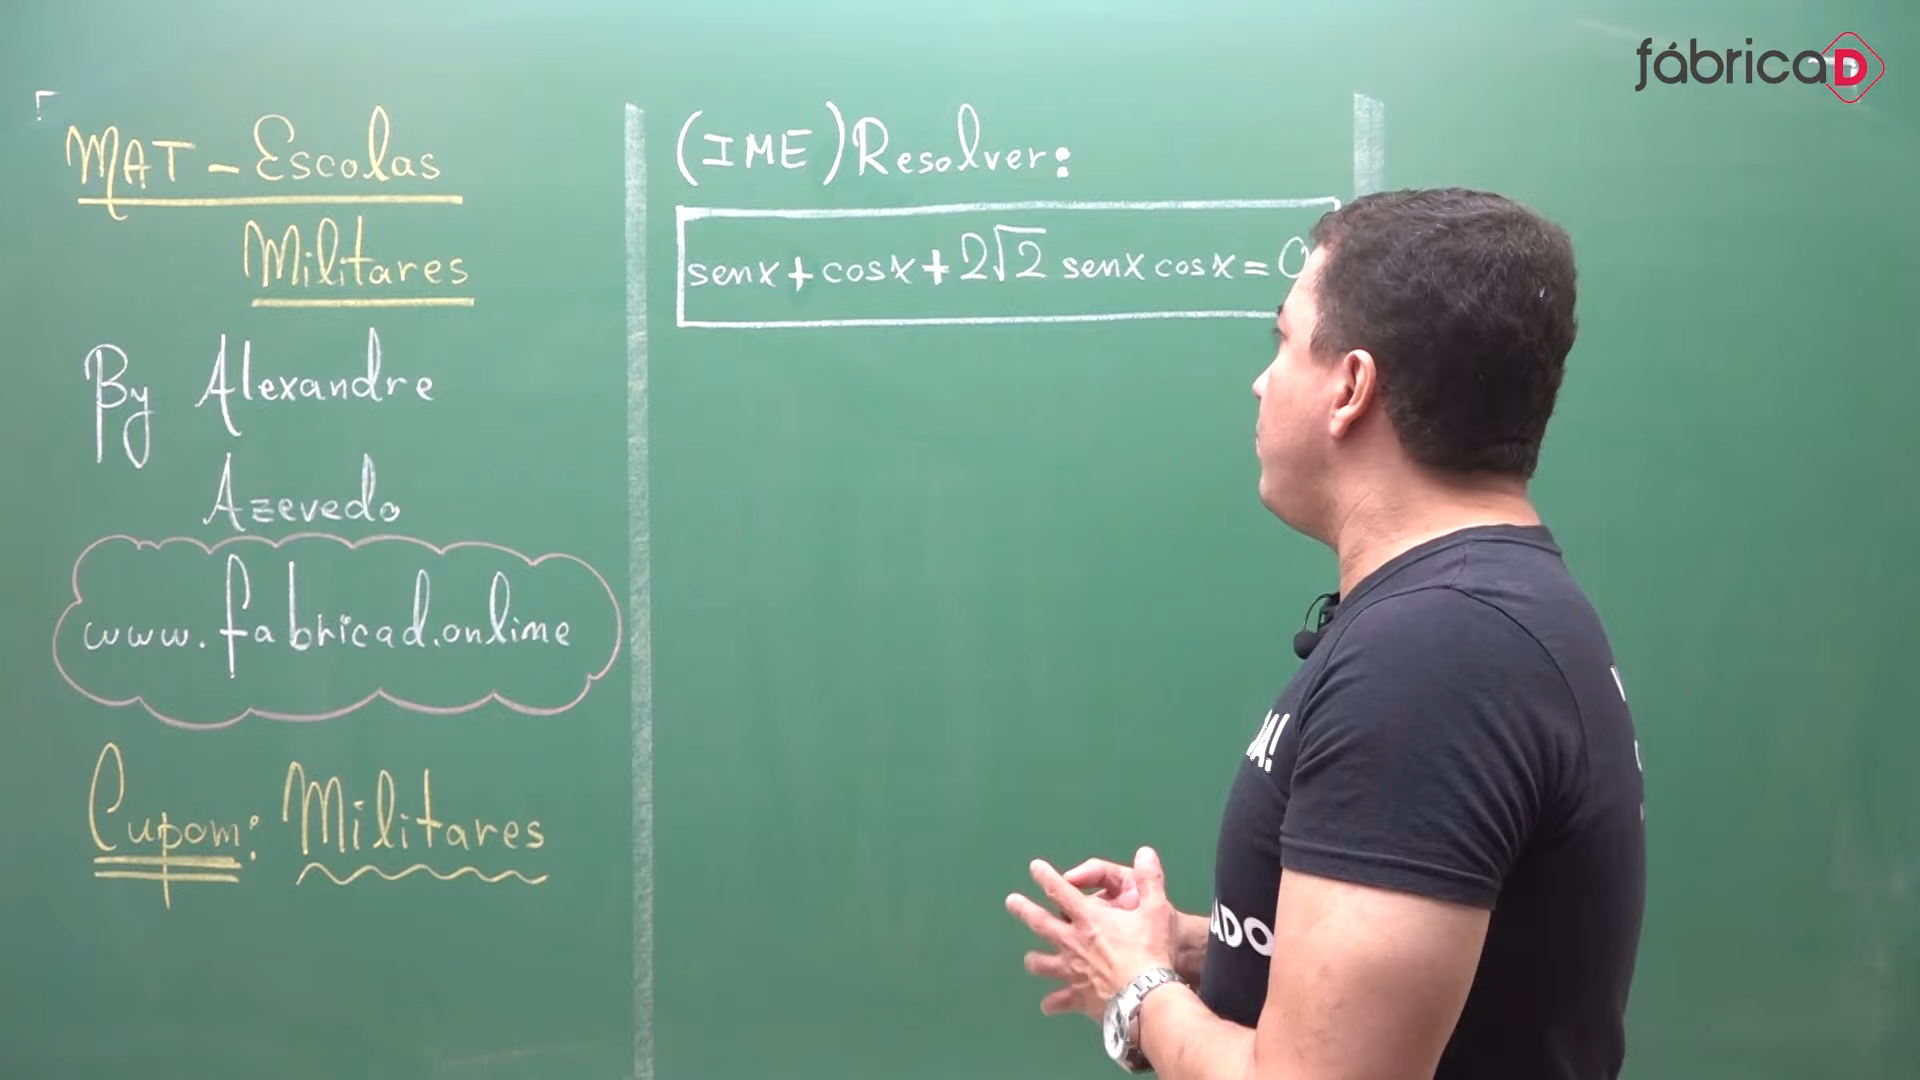 MAT - Escolas
Militares
By Alexandre
Azevedo
www.fabricad.online
Cupom: Militares
(IME) Resolver:
senx + cosx + 2√2 senx cosx = 0
fábricaD